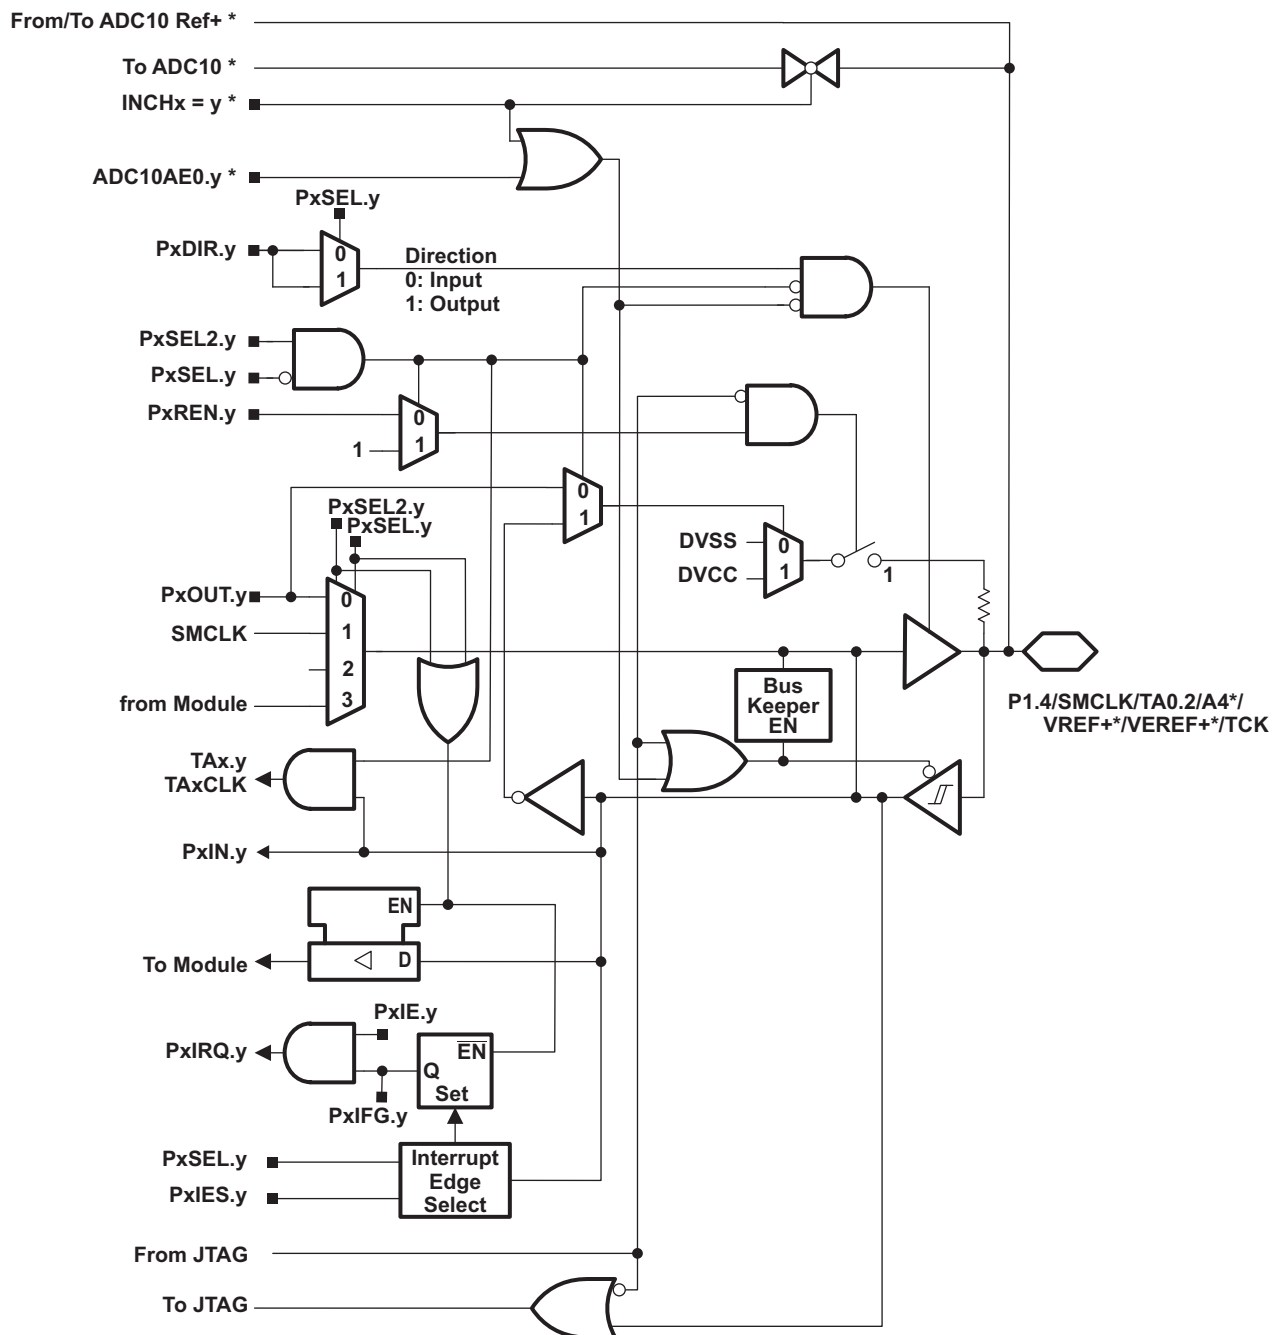 From/To ADC10 Ref+ *
To ADC10 *
INCHx = y *
ADC10AE0.y *
PxSEL.y
PxDIR.y
0
1
Direction
0: Input
1: Output
PxSEL2.y
PxSEL.y
PxREN.y
0
1
1
0
1
PxSEL2.y
PxSEL.y
DVSS
DVCC
0
1
1
PxOUT.y
SMCLK
from Module
0
1
2
3
Bus
Keeper
EN
P1.4/SMCLK/TA0.2/A4*/
VREF+*/VEREF+*/TCK
TAx.y
TAxCLK
PxIN.y
EN
D
To Module
PxIE.y
PxIRQ.y
EN
Q
Set
PxIFG.y
PxSEL.y
PxIES.y
Interrupt
Edge
Select
From JTAG
To JTAG